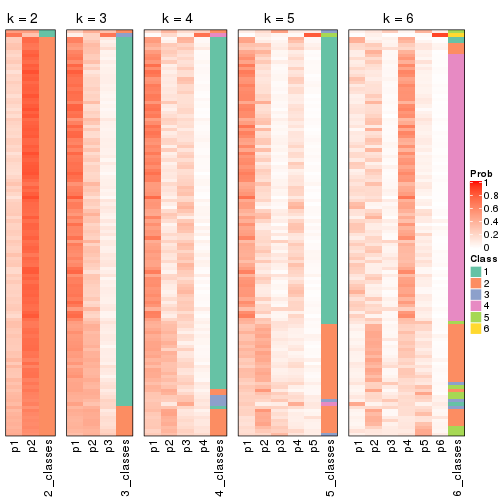 k = 2
k = 3
k = 4
k = 5
k = 6
Prob
1
0.8
0.6
0.4
0.2
0
Class
1
2
3
4
5
6
p1
p2
2_classes
p1
p2
p3
3_classes
p1
p2
p3
p4
4_classes
p1
p2
p3
p4
p5
5_classes
p1
p2
p3
p4
p5
p6
6_classes